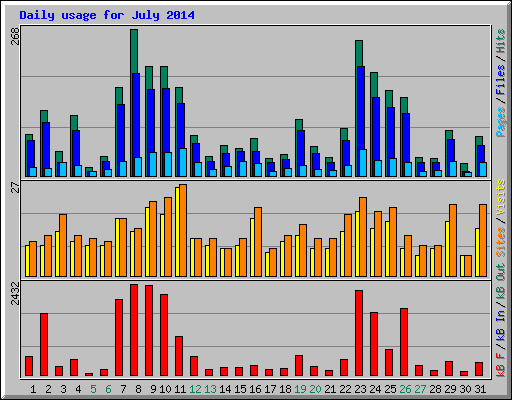 Daily usage for July 2014
268
Pages / Files / Hits
27
Sites / Visits
2432
kB F / kB In / kB Out
1 2 3 4 5 6 7 8 9 10 11 12 13 14 15 16 17 18 19 20 21 22 23 24 25 26 27 28 29 30 31